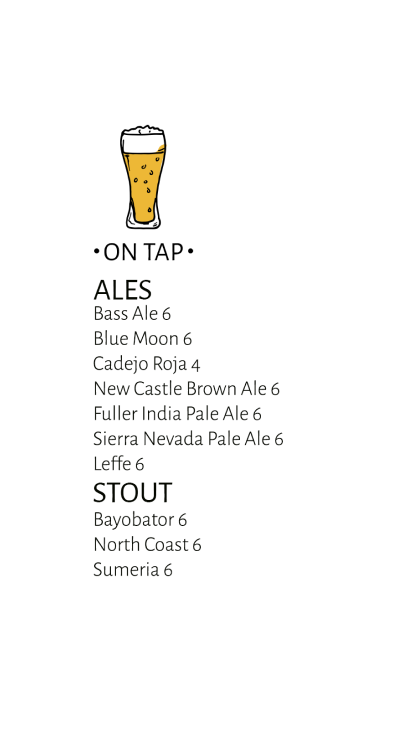 • ON TAP •
ALES
Bass Ale 6
Blue Moon 6
Cadejo Roja 4
New Castle Brown Ale 6
Fuller India Pale Ale 6
Sierra Nevada Pale Ale 6
Leffe 6
STOUT
Bayobator 6
North Coast 6
Sumeria 6